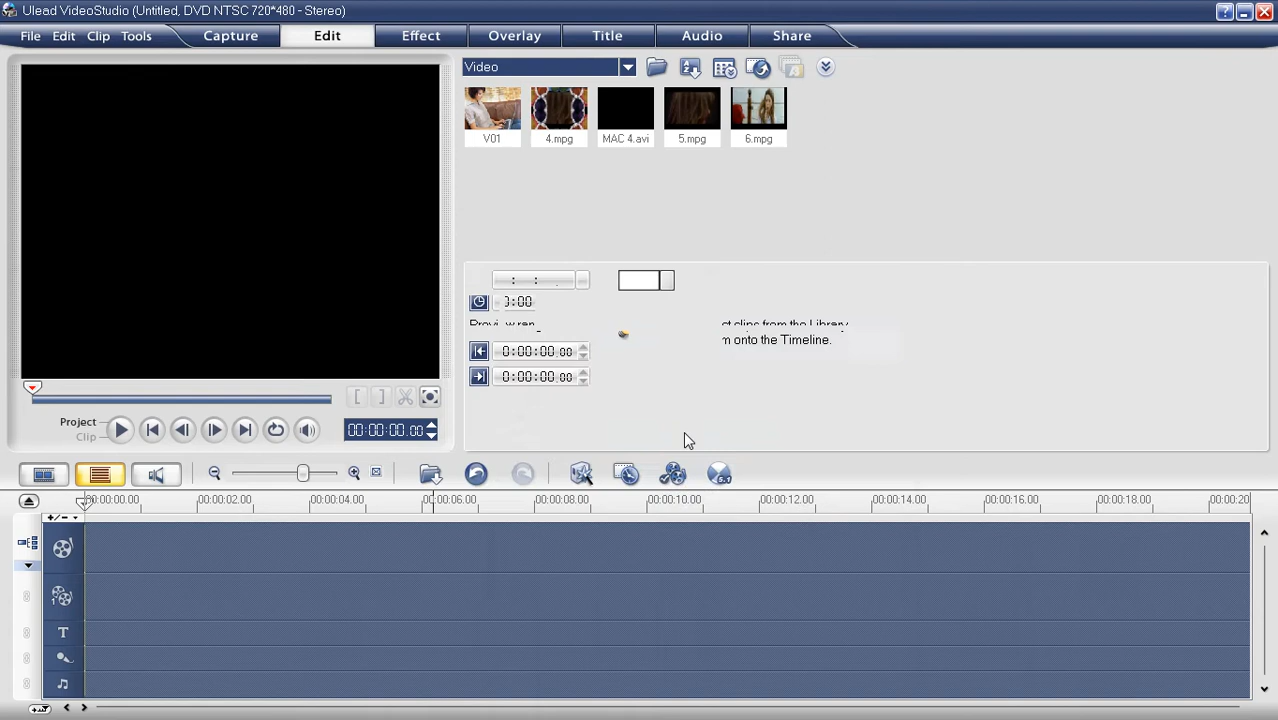 Ulead VideoStudio (Untitled, DVD NTSC 720*480 - Stereo)
File Edit Clip Tools Capture Edit Effect Overlay Title Audio Share
Video
V01 4.mpg MAC 4.avi 5.mpg 6.mpg
0:00
ct clips from the Library
m onto the Timeline.
0:00:00.00
0:00:00.00
Project
Clip
00:00:00.00
5.1
00:00:00.00 00:00:02.00 00:00:04.00 00:00:06.00 00:00:08.00 00:00:10.00 00:00:12.00 00:00:14.00 00:00:16.00 00:00:18.00 00:00:20
+/-
1
T